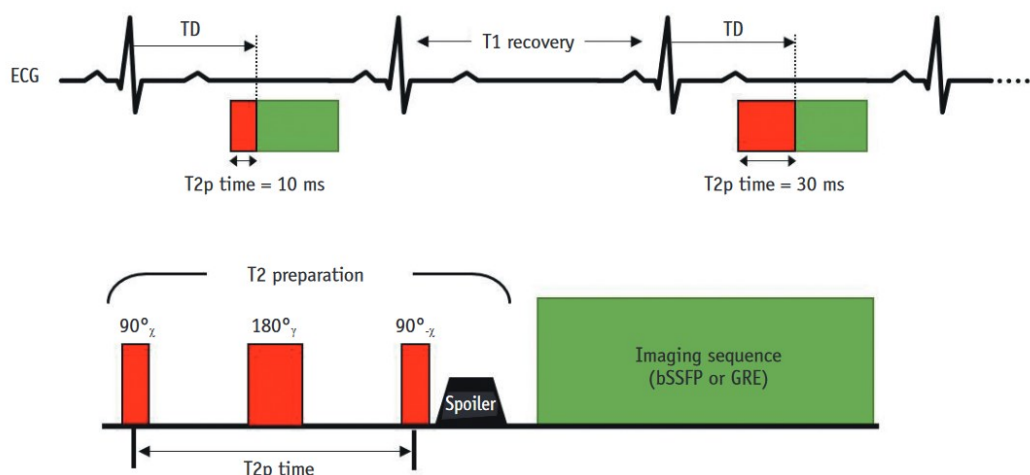 TD
T1 recovery
TD
ECG
T2p time = 10 ms
T2p time = 30 ms
T2 preparation
90°χ
180°γ
90°-χ
Imaging sequence
(bSSFP or GRE)
Spoiler
T2p time